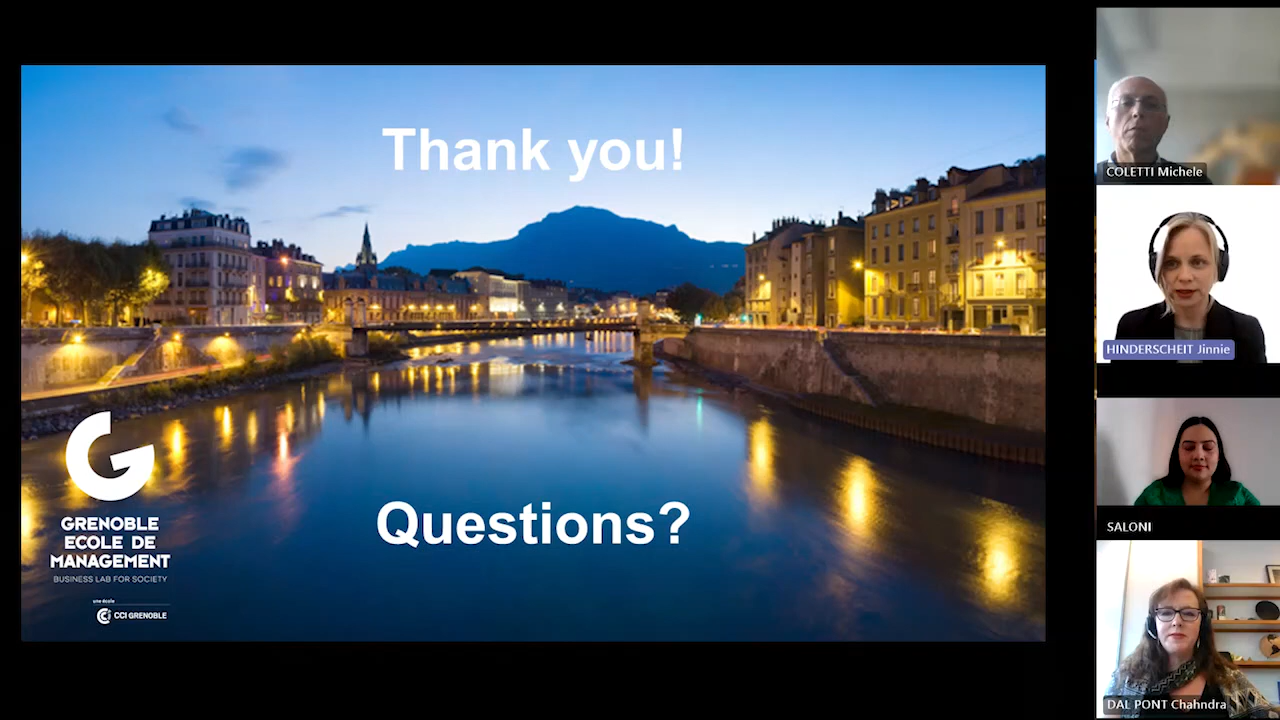 Thank you!
Questions?
GRENOBLE
ECOLE DE
MANAGEMENT
BUSINESS LAB FOR SOCIETY
une école
CCI GRENOBLE
COLETTI Michele
HINDERSCHEIT Jinnie
SALONI
DAL PONT Chahndra